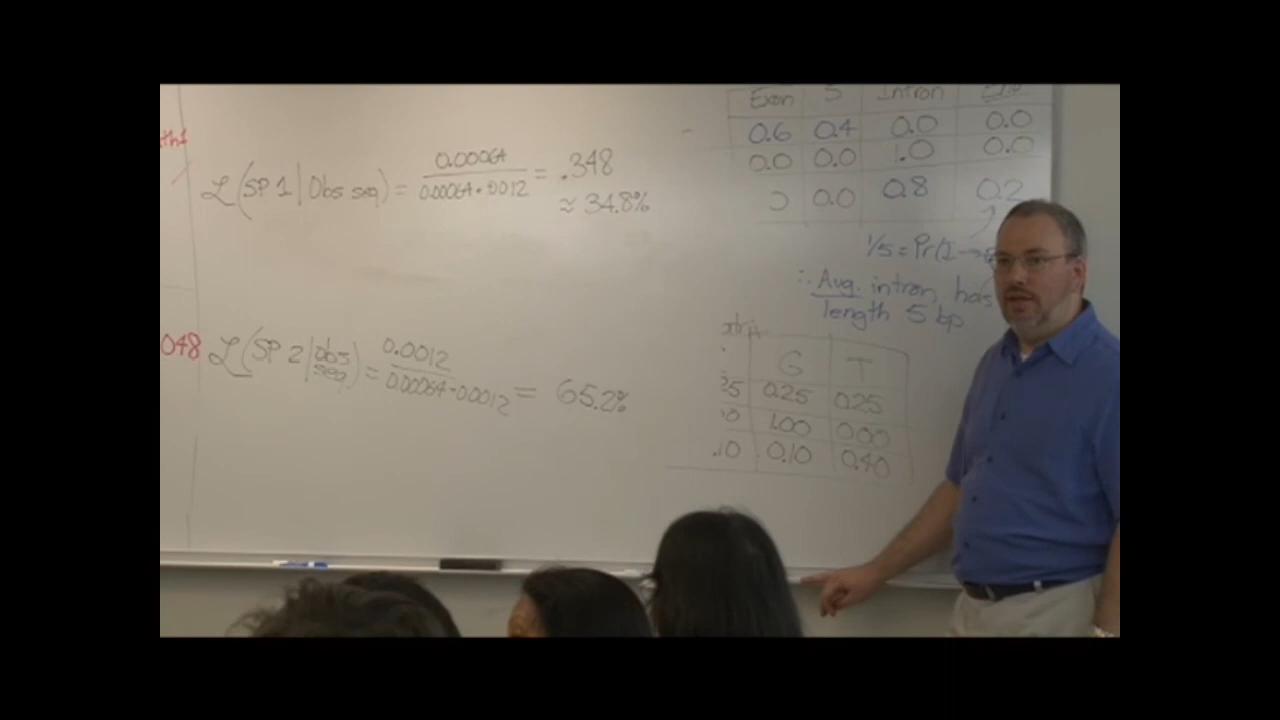 Exon 5 Intron End
0.6 0.4 0.0 0.0
0.0 0.0 1.0 0.0
0.0 0.8 0.2
1/5 = Pr(I →
∴ Avg. intron has
length 5 bp
th1
L(SP 1 | Obs seq) = 0.00064 / 0.00064+.0012 = .348
≈ 34.8%
048
L(SP 2 | obs seq) = 0.0012 / 0.00064+0.0012 = 65.2%
G T
25 0.25 0.25
00 1.00 0.00
.10 0.10 0.40